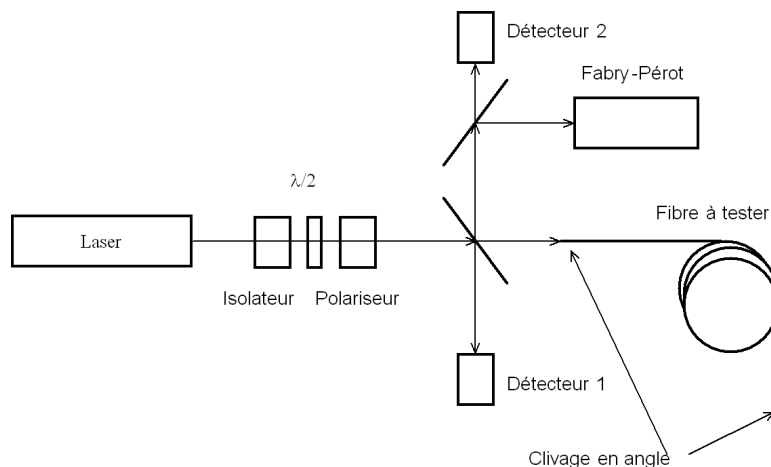 Détecteur 2
Fabry-Pérot
λ/2
Fibre à tester
Laser
Isolateur
Polariseur
Détecteur 1
Clivage en angle